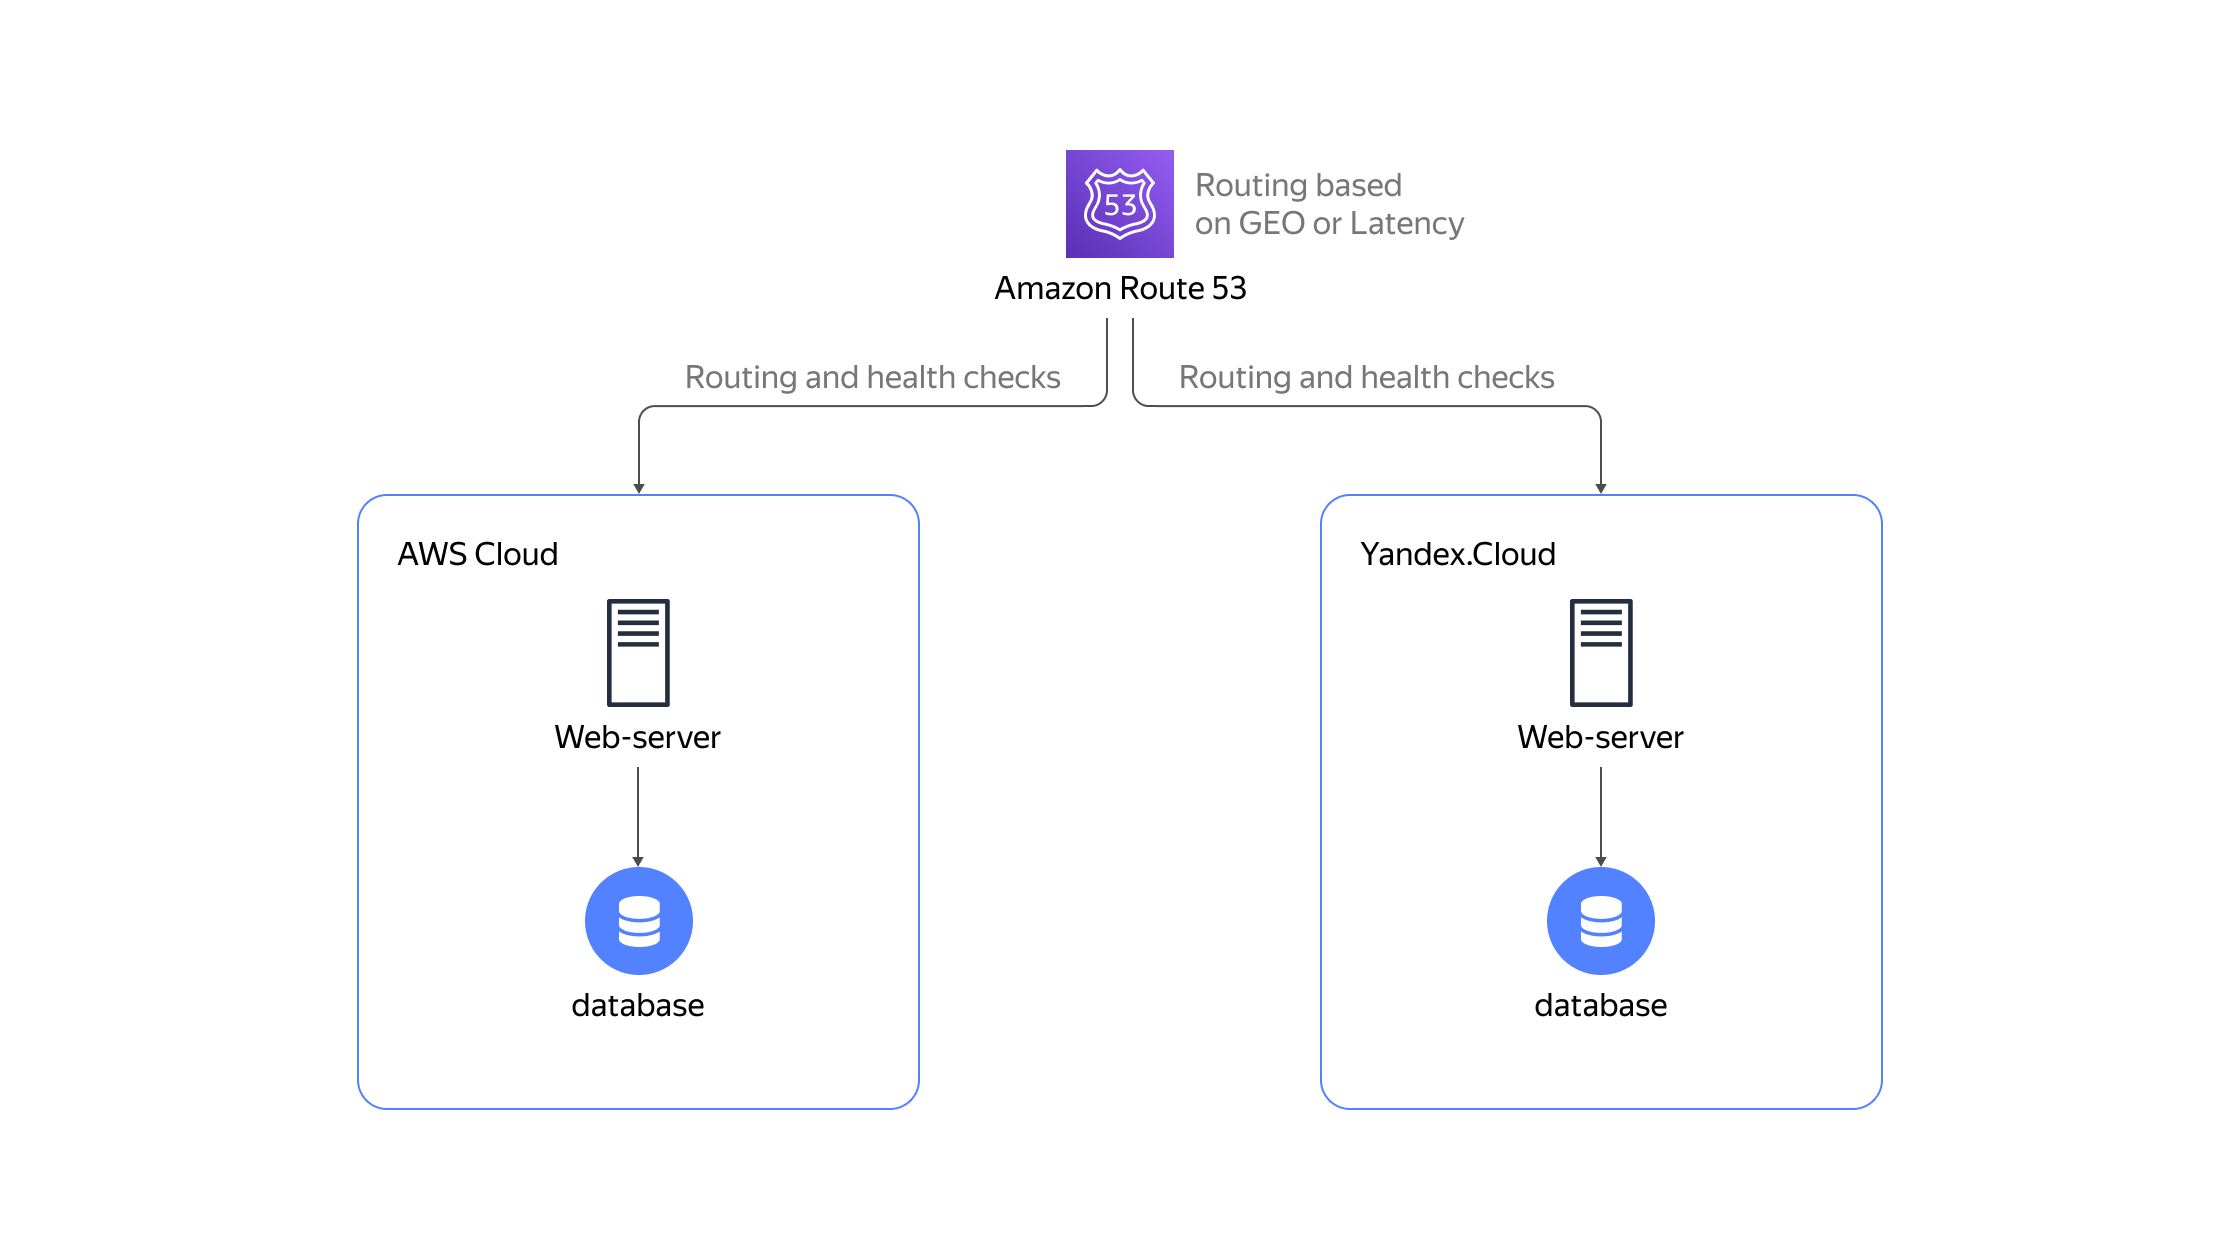 53
Routing based
on GEO or Latency
Amazon Route 53
Routing and health checks
Routing and health checks
AWS Cloud
Web-server
database
Yandex.Cloud
Web-server
database